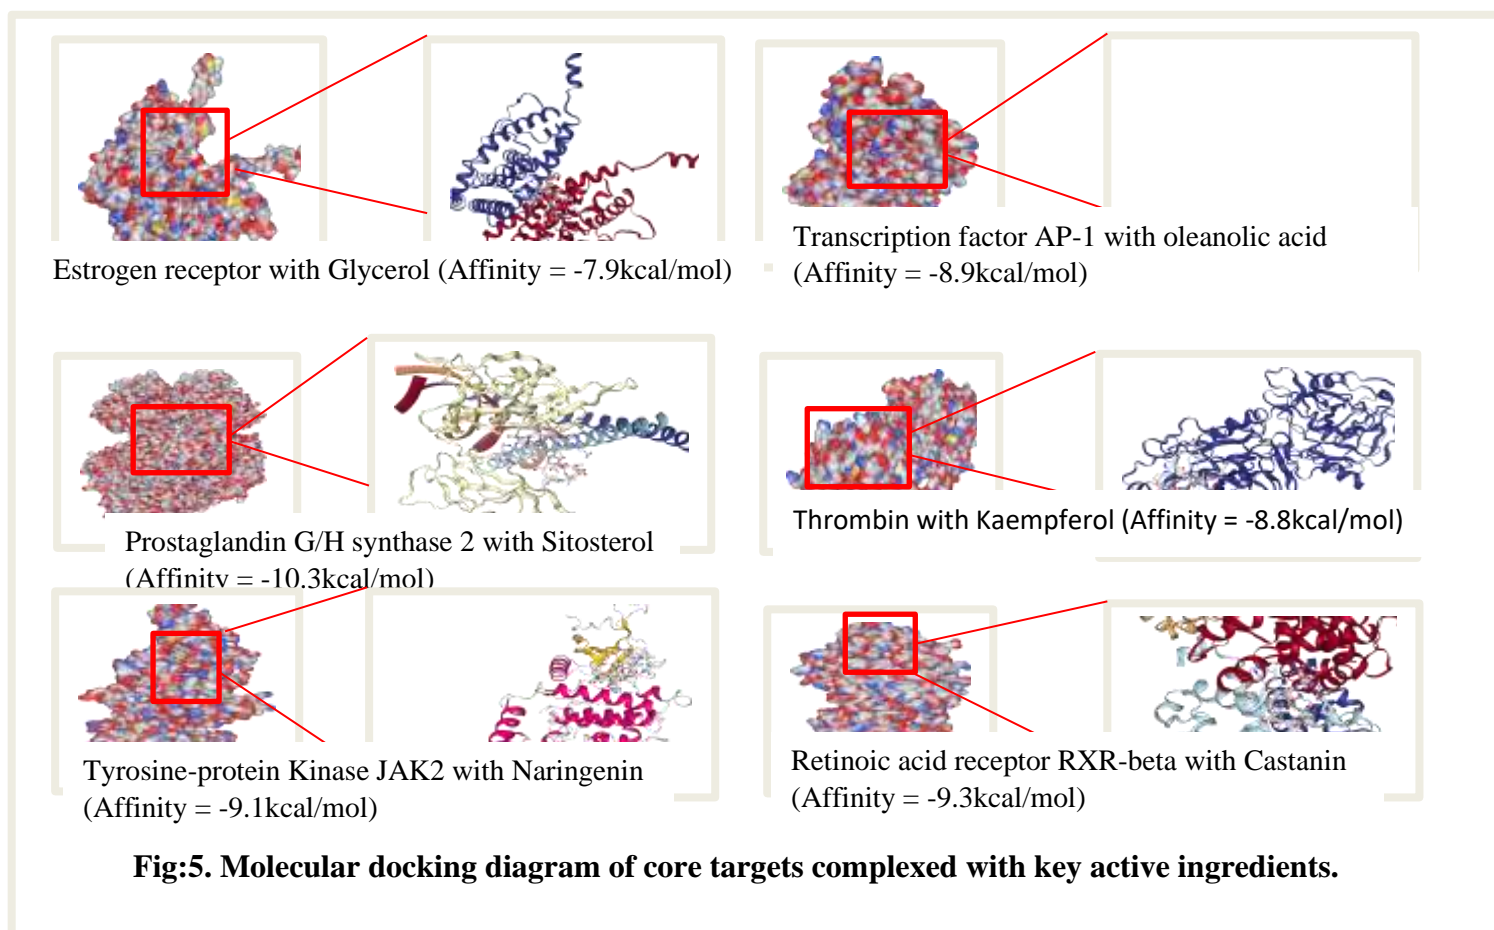 Estrogen receptor with Glycerol (Affinity = -7.9kcal/mol)
Transcription factor AP-1 with oleanolic acid
(Affinity = -8.9kcal/mol)
Prostaglandin G/H synthase 2 with Sitosterol
(Affinity = -10.3kcal/mol)
Thrombin with Kaempferol (Affinity = -8.8kcal/mol)
Tyrosine-protein Kinase JAK2 with Naringenin
(Affinity = -9.1kcal/mol)
Retinoic acid receptor RXR-beta with Castanin
(Affinity = -9.3kcal/mol)
Fig:5. Molecular docking diagram of core targets complexed with key active ingredients.